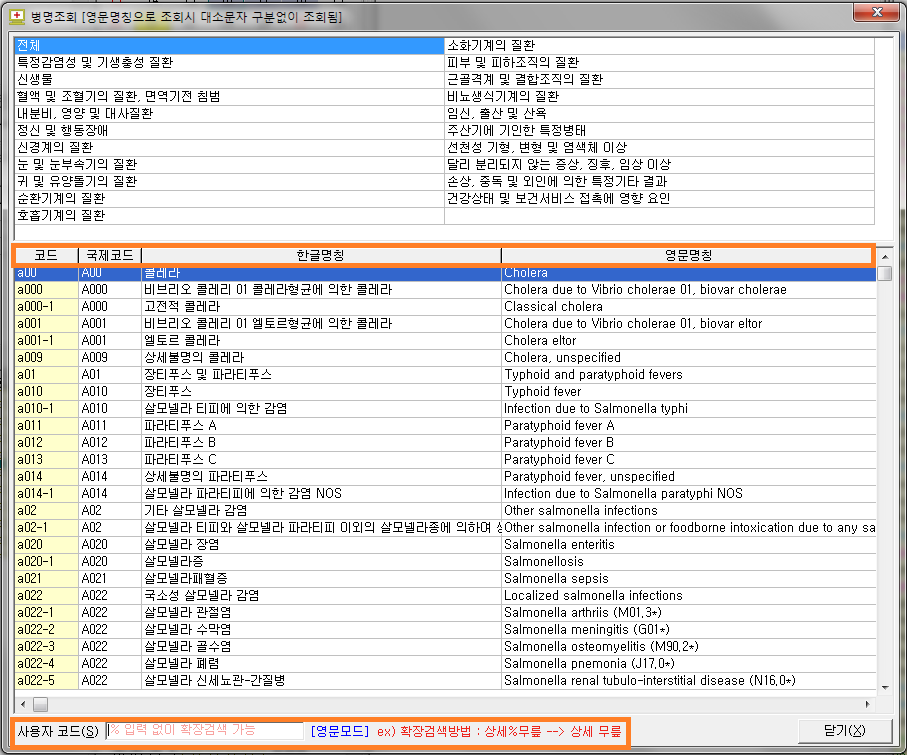 병명조회 [영문명칭으로 조회시 대소문자 구분없이 조회됨]
전체 소화기계의 질환
특정감염성 및 기생충성 질환 피부 및 피하조직의 질환
신생물 근골격계 및 결합조직의 질환
혈액 및 조혈기의 질환, 면역기전 침범 비뇨생식기계의 질환
내분비, 영양 및 대사질환 임신, 출산 및 산욕
정신 및 행동장애 주산기에 기인한 특정병태
신경계의 질환 선천성 기형, 변형 및 염색체 이상
눈 및 눈부속기의 질환 달리 분리되지 않는 증상, 징후, 임상 이상
귀 및 유양돌기의 질환 손상, 중독 및 외인에 의한 특정기타 결과
순환기계의 질환 건강상태 및 보건서비스 접촉에 영향 요인
호흡기계의 질환
코드 국제코드 한글명칭 영문명칭
a00 A00 콜레라 Cholera
a000 A000 비브리오 콜레리 01 콜레라형균에 의한 콜레라 Cholera due to Vibrio cholerae 01, biovar cholerae
a000-1 A000 고전적 콜레라 Classical cholera
a001 A001 비브리오 콜레리 01 엘토르형균에 의한 콜레라 Cholera due to Vibrio cholerae 01, biovar eltor
a001-1 A001 엘토르 콜레라 Cholera eltor
a009 A009 상세불명의 콜레라 Cholera, unspecified
a01 A01 장티푸스 및 파라티푸스 Typhoid and paratyphoid fevers
a010 A010 장티푸스 Typhoid fever
a010-1 A010 살모넬라 티피에 의한 감염 Infection due to Salmonella typhi
a011 A011 파라티푸스 A Paratyphoid fever A
a012 A012 파라티푸스 B Paratyphoid fever B
a013 A013 파라티푸스 C Paratyphoid fever C
a014 A014 상세불명의 파라티푸스 Paratyphoid fever, unspecified
a014-1 A014 살모넬라 파라티피에 의한 감염 NOS Infection due to Salmonella paratyphi NOS
a02 A02 기타 살모넬라 감염 Other salmonella infections
a02-1 A02 살모넬라 티피와 살모넬라 파라티피 이외의 살모넬라종에 의하여 Other salmonella infection or foodborne intoxication due to any sa
a020 A020 살모넬라 장염 Salmonella enteritis
a020-1 A020 살모넬라증 Salmonellosis
a021 A021 살모넬라패혈증 Salmonella sepsis
a022 A022 국소성 살모넬라 감염 Localized salmonella infections
a022-1 A022 살모넬라 관절염 Salmonella arthriis (M01.3*)
a022-2 A022 살모넬라 수막염 Salmonella meningitis (G01*)
a022-3 A022 살모넬라 골수염 Salmonella osteomyelitis (M90.2*)
a022-4 A022 살모넬라 폐렴 Salmonella pnemonia (J17.0*)
a022-5 A022 살모넬라 신세뇨관-간질병 Salmonella renal tubulo-interstitial disease (N16.0*)
사용자 코드(S) % 입력 없이 확장검색 가능 [영문모드] ex) 확장검색방법 : 상세%무릎 --> 상세 무릎 닫기(X)